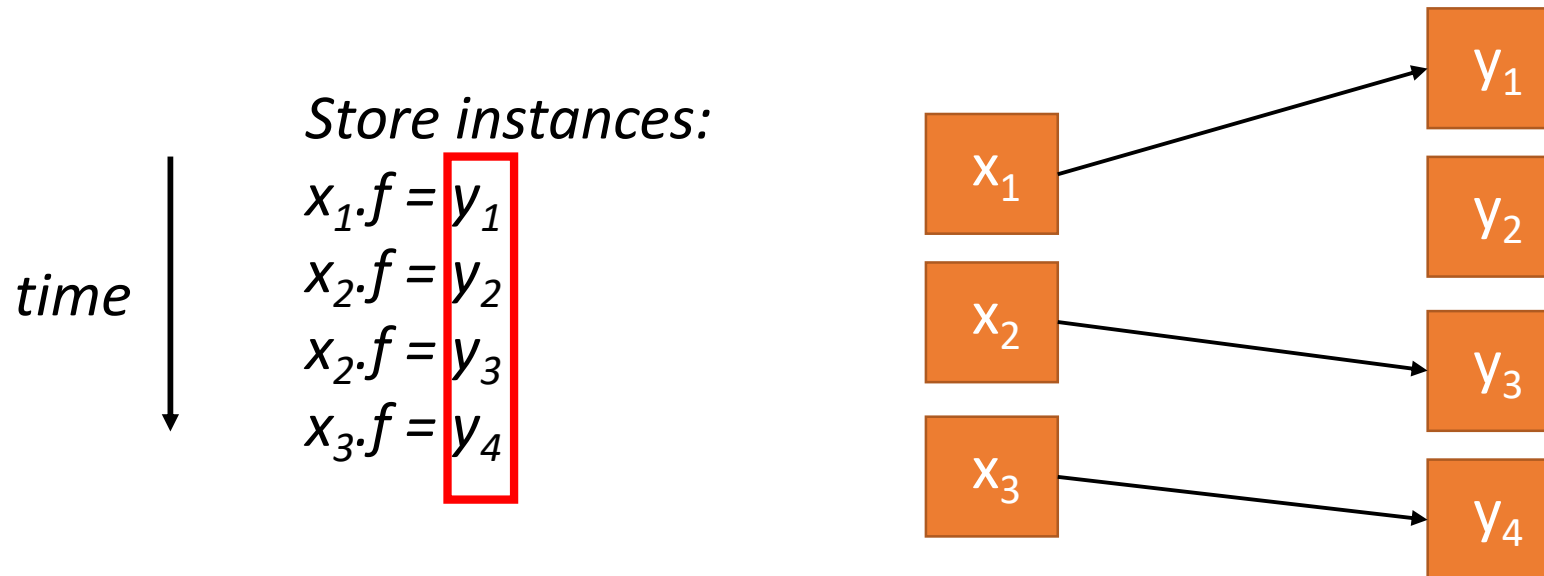 Store instances:
x₁.f = y₁
x₂.f = y₂
x₂.f = y₃
x₃.f = y₄
time
x₁
x₂
x₃
y₁
y₂
y₃
y₄